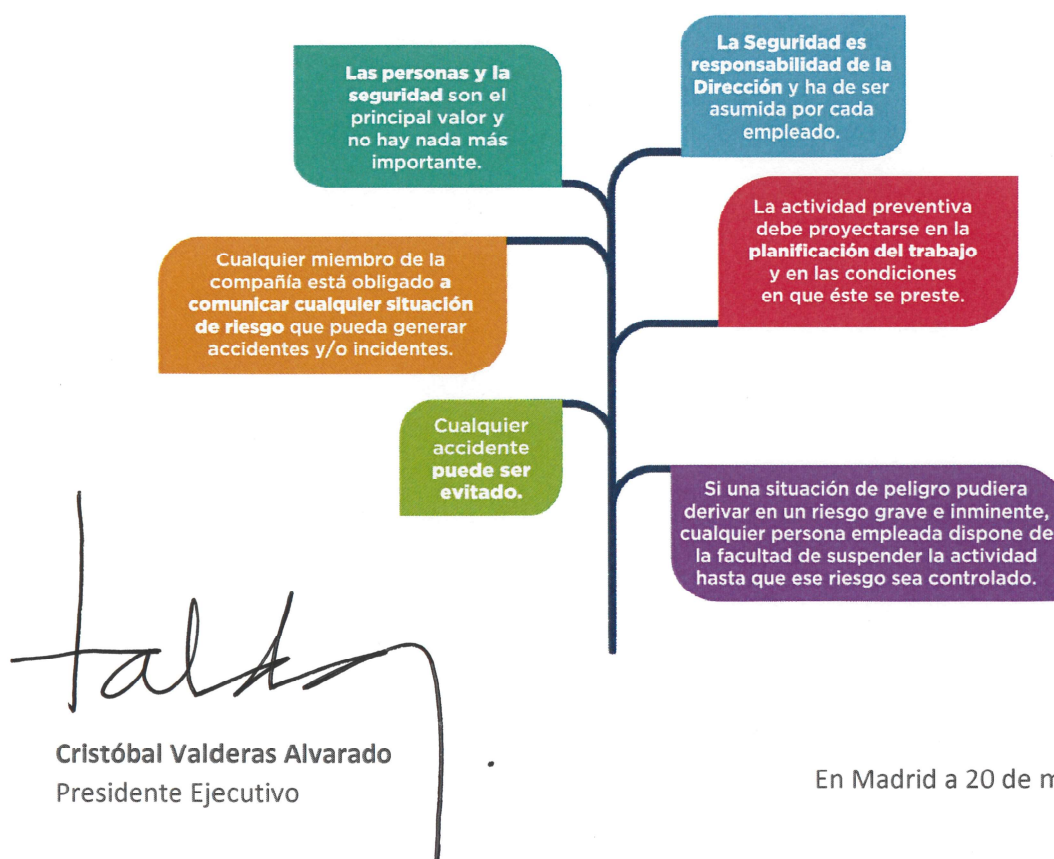 Las personas y la
seguridad son el
principal valor y
no hay nada más
importante.
La Seguridad es
responsabilidad de la
Dirección y ha de ser
asumida por cada
empleado.
Cualquier miembro de la
compañía está obligado a
comunicar cualquier situación
de riesgo que pueda generar
accidentes y/o incidentes.
La actividad preventiva
debe proyectarse en la
planificación del trabajo
y en las condiciones
en que éste se preste.
Cualquier
accidente
puede ser
evitado.
Si una situación de peligro pudiera
derivar en un riesgo grave e inminente,
cualquier persona empleada dispone de
la facultad de suspender la actividad
hasta que ese riesgo sea controlado.
Cristóbal Valderas Alvarado
Presidente Ejecutivo
En Madrid a 20 de